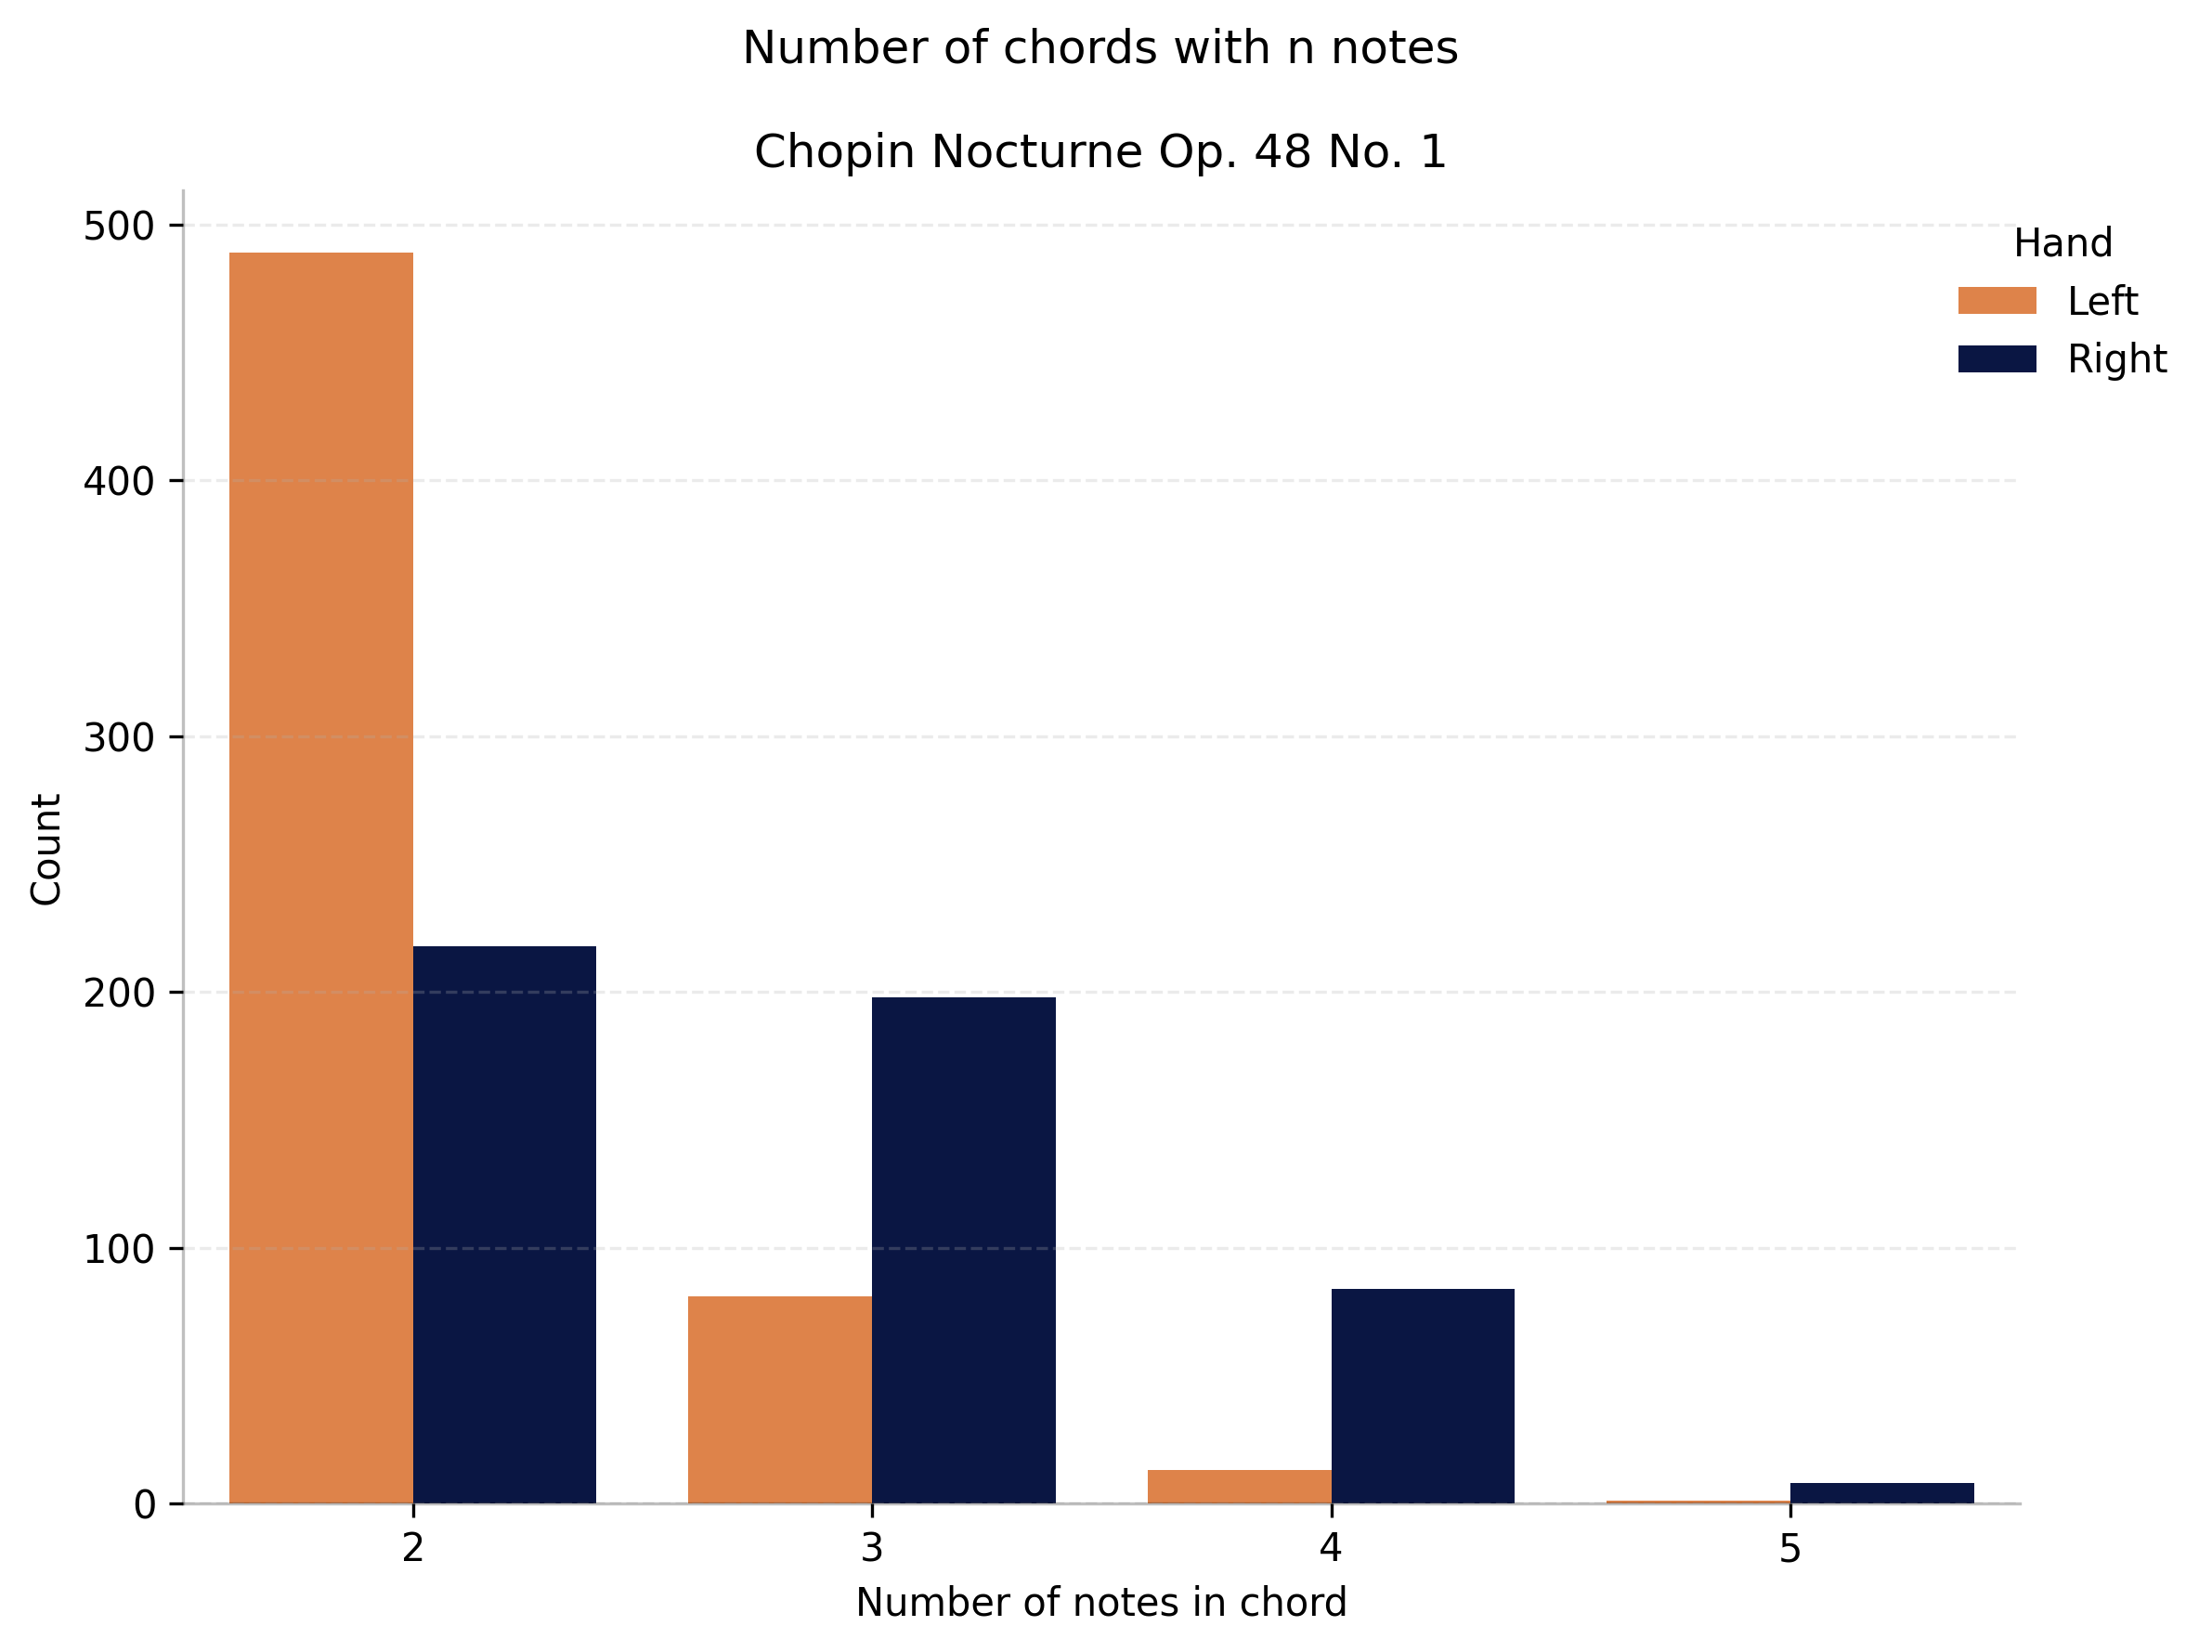 Number of chords with n notes
Chopin Nocturne Op. 48 No. 1
500
400
300
200
100
0
Count
Hand
Left
Right
2
3
4
5
Number of notes in chord